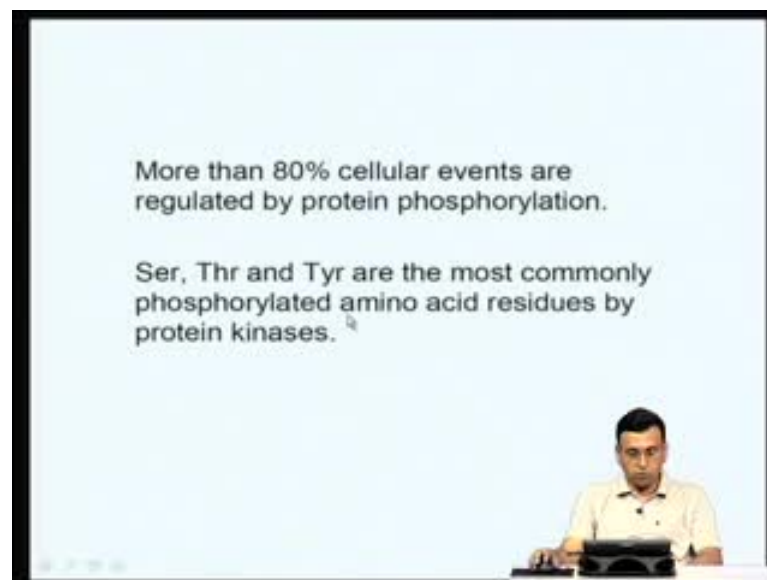 More than 80% cellular events are
regulated by protein phosphorylation.
Ser, Thr and Tyr are the most commonly
phosphorylated amino acid residues by
protein kinases.